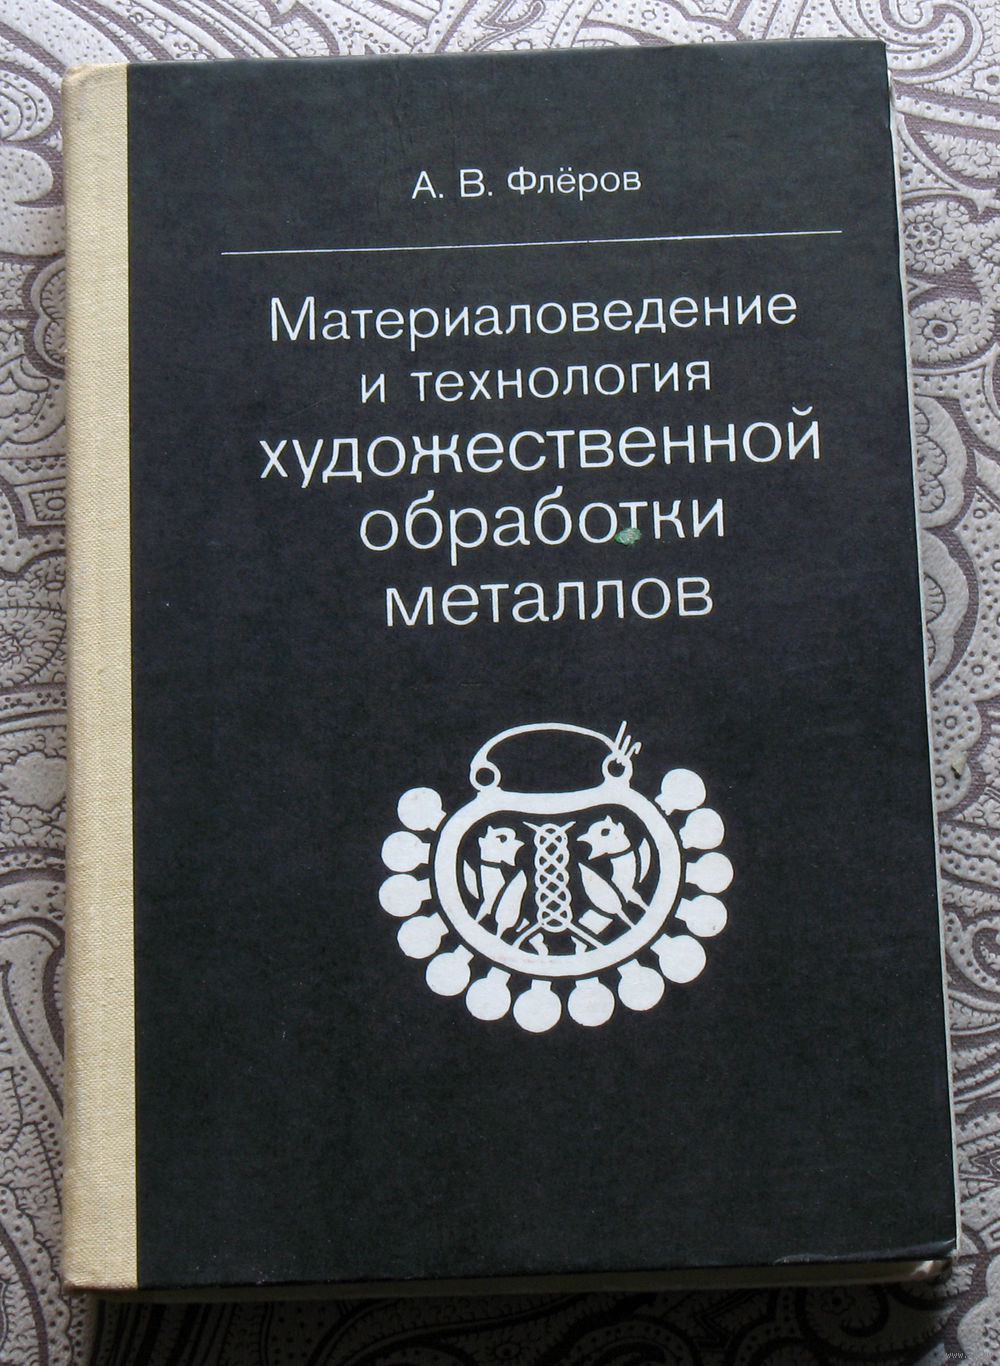 А. В. Флёров
Материаловедение
и технология
художественной
обработки
металлов